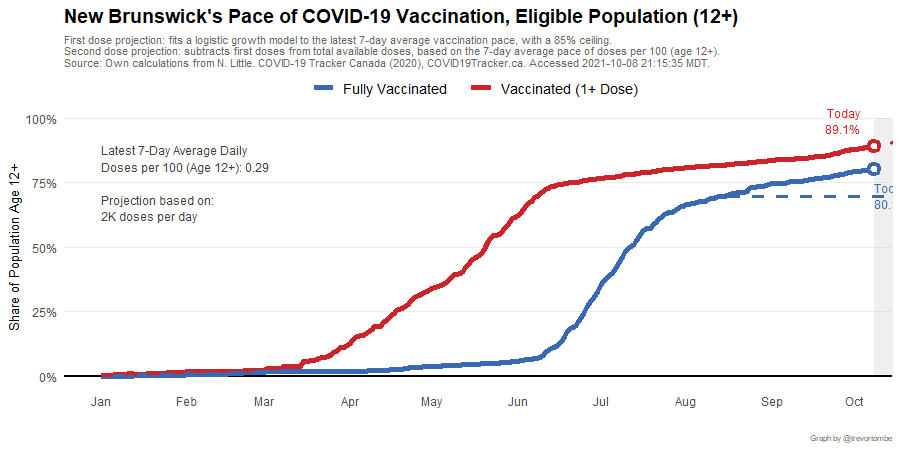 New Brunswick's Pace of COVID-19 Vaccination, Eligible Population (12+)
First dose projection: fits a logistic growth model to the latest 7-day average vaccination pace, with a 85% ceiling.
Second dose projection: subtracts first doses from total available doses, based on the 7-day average pace of doses per 100 (age 12+).
Source: Own calculations from N. Little. COVID-19 Tracker Canada (2020), COVID19Tracker.ca. Accessed 2021-10-08 21:15:35 MDT.
Fully Vaccinated Vaccinated (1+ Dose)
Today
89.1%
100%
Latest 7-Day Average Daily
Doses per 100 (Age 12+): 0.29
75%
Projection based on:
2K doses per day
50%
25%
0%
Share of Population Age 12+
Jan Feb Mar Apr May Jun Jul Aug Sep Oct
Graph by @trevortombe